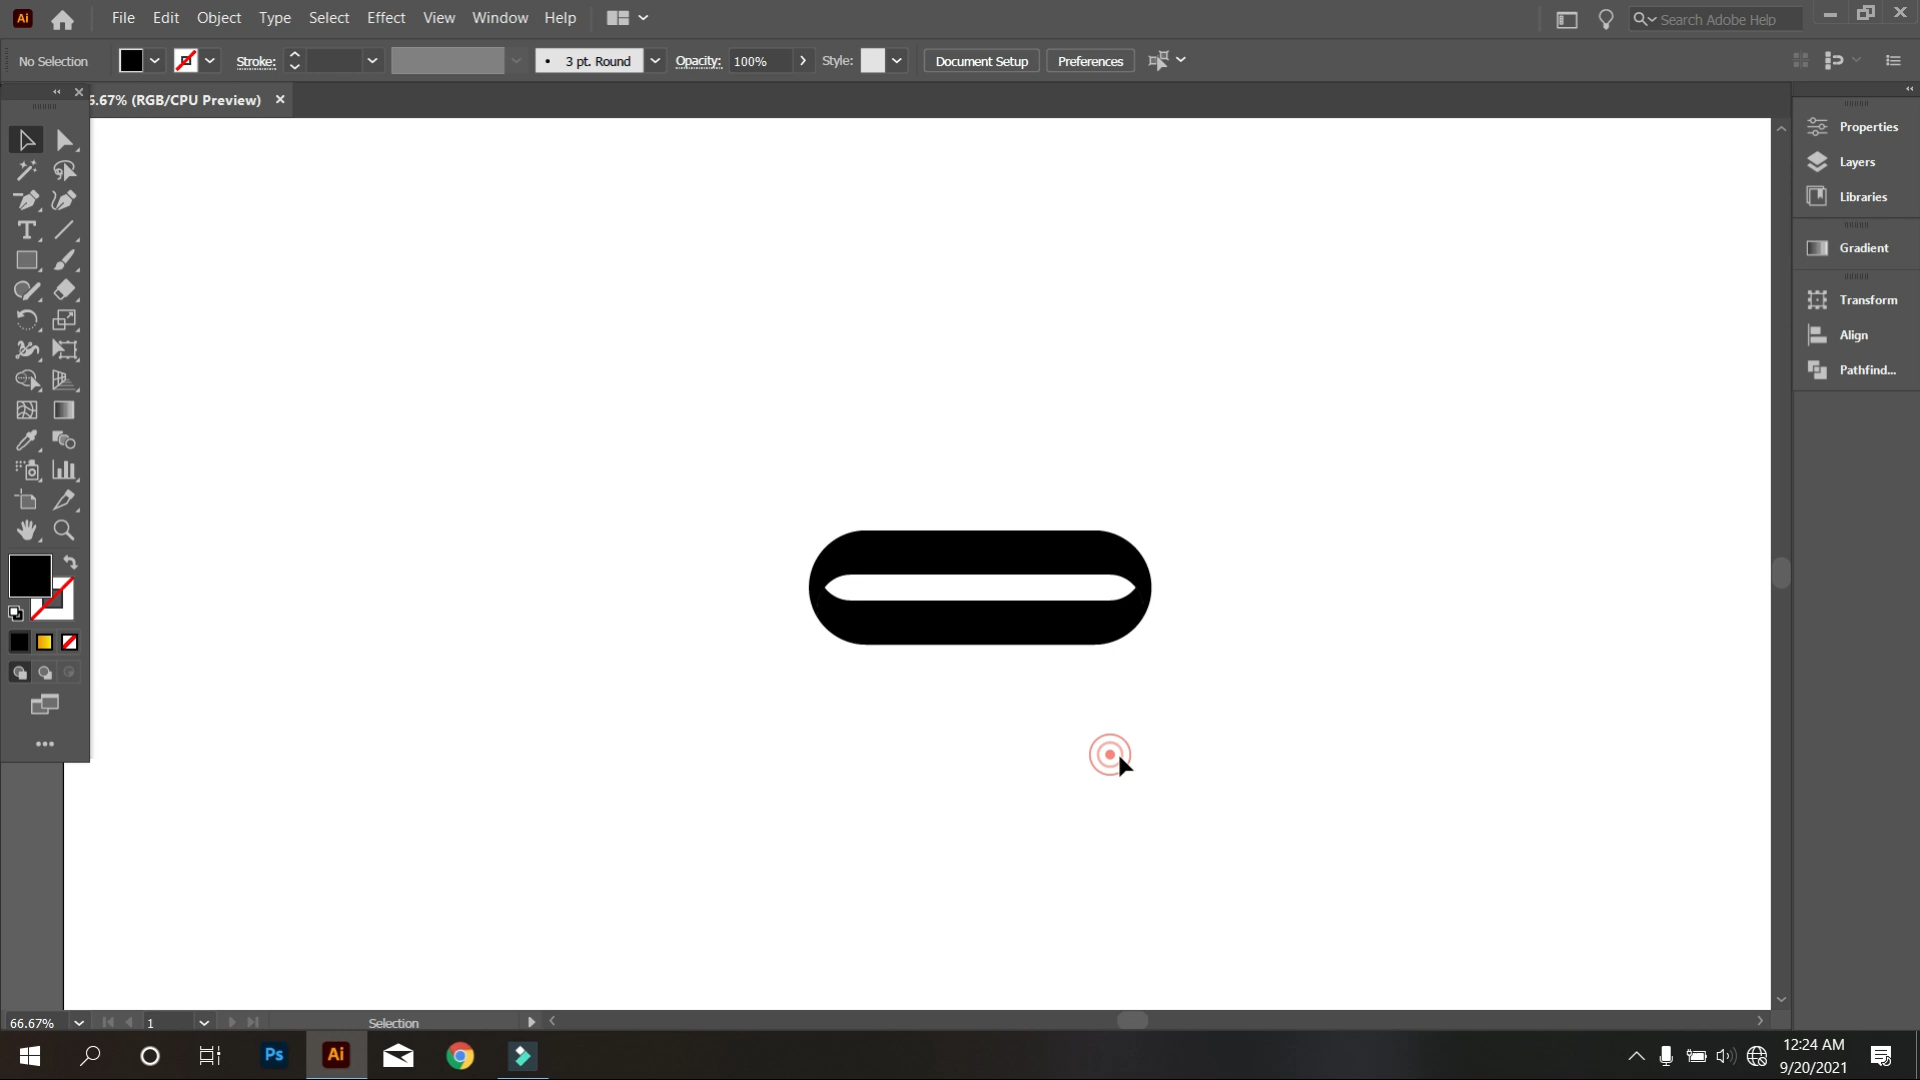 Ai File Edit Object Type Select Effect View Window Help Search Adobe Help
No Selection Stroke: 3 pt. Round Opacity: 100% Style: Document Setup Preferences
5.67% (RGB/CPU Preview)
Properties
Layers
Libraries
Gradient
Transform
Align
Pathfind...
66.67% 1 Selection
Ps Ai
12:24 AM
9/20/2021